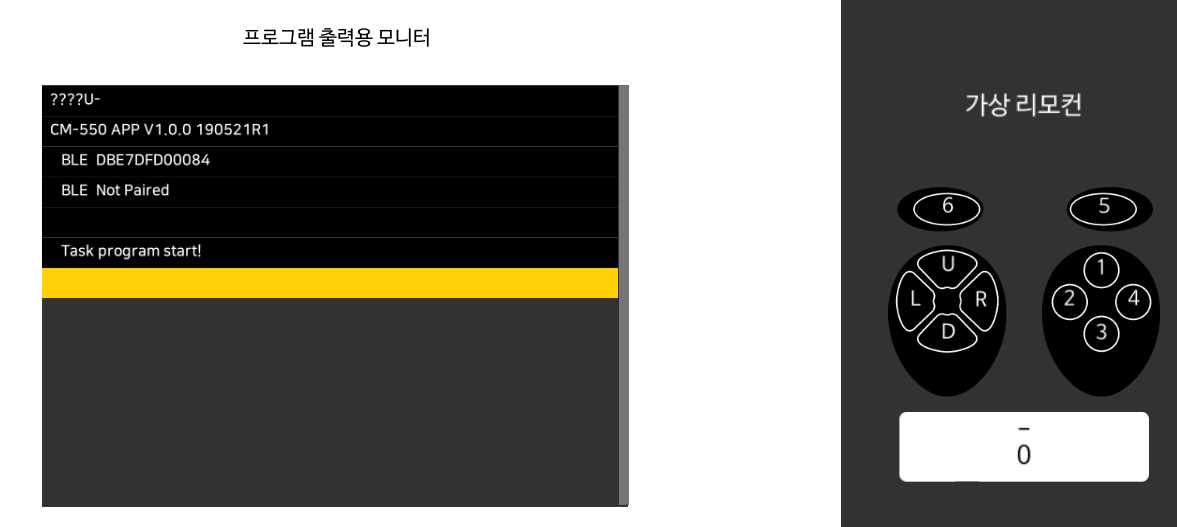 프로그램 출력용 모니터
????U-
CM-550 APP V1.0.0 190521R1
BLE DBE7DFD00084
BLE Not Paired
Task program start!
가상 리모컨
6
5
U
L
R
D
1
2
4
3
-
0